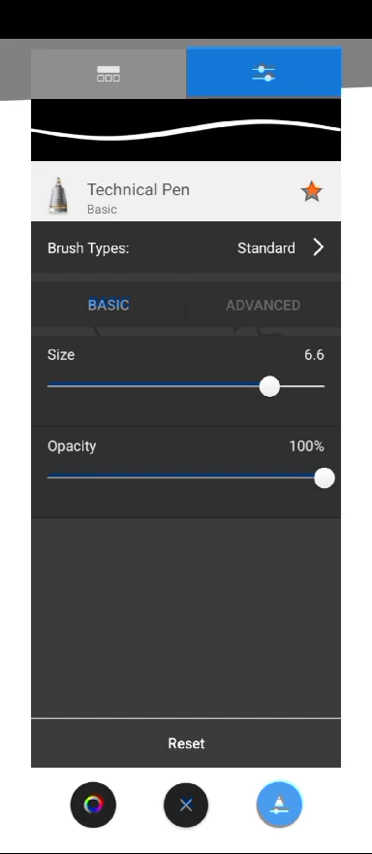 Technical Pen
Basic
Brush Types: Standard
BASIC ADVANCED
Size 6.6
Opacity 100%
Reset